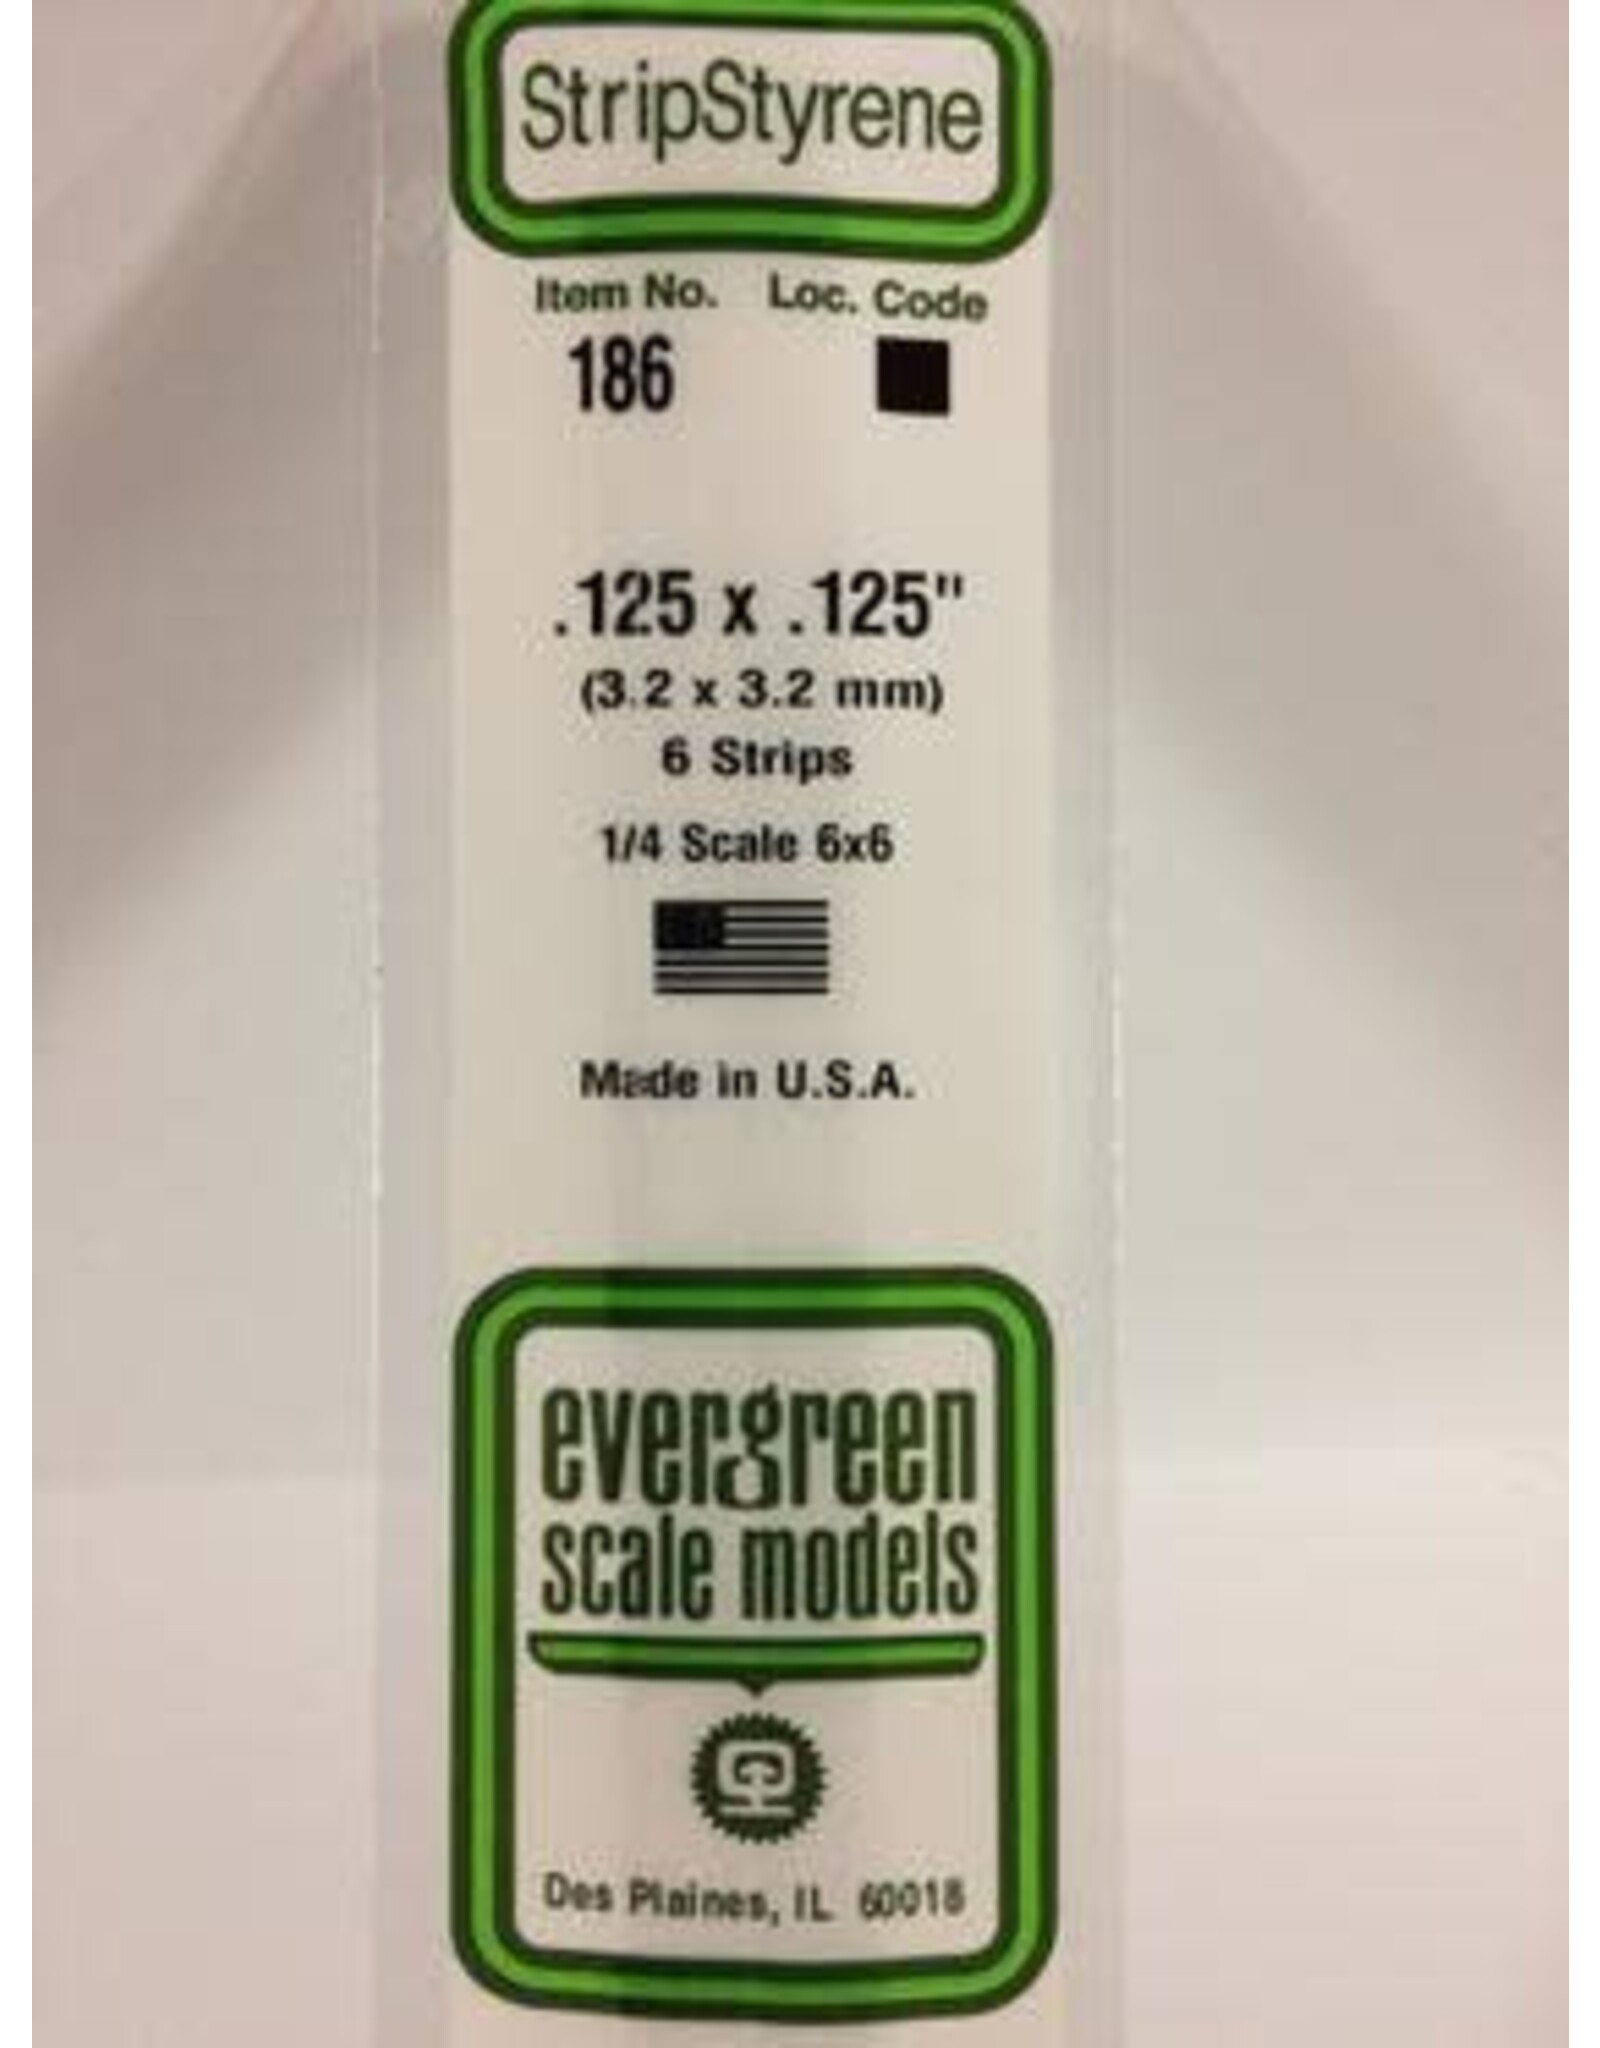 StripStyrene
Item No. Loc. Code
186
.125 x .125"
(3.2 x 3.2 mm)
6 Strips
1/4 Scale 6x6
Made in U.S.A.
evergreen
scale models
Des Plaines, IL 60018